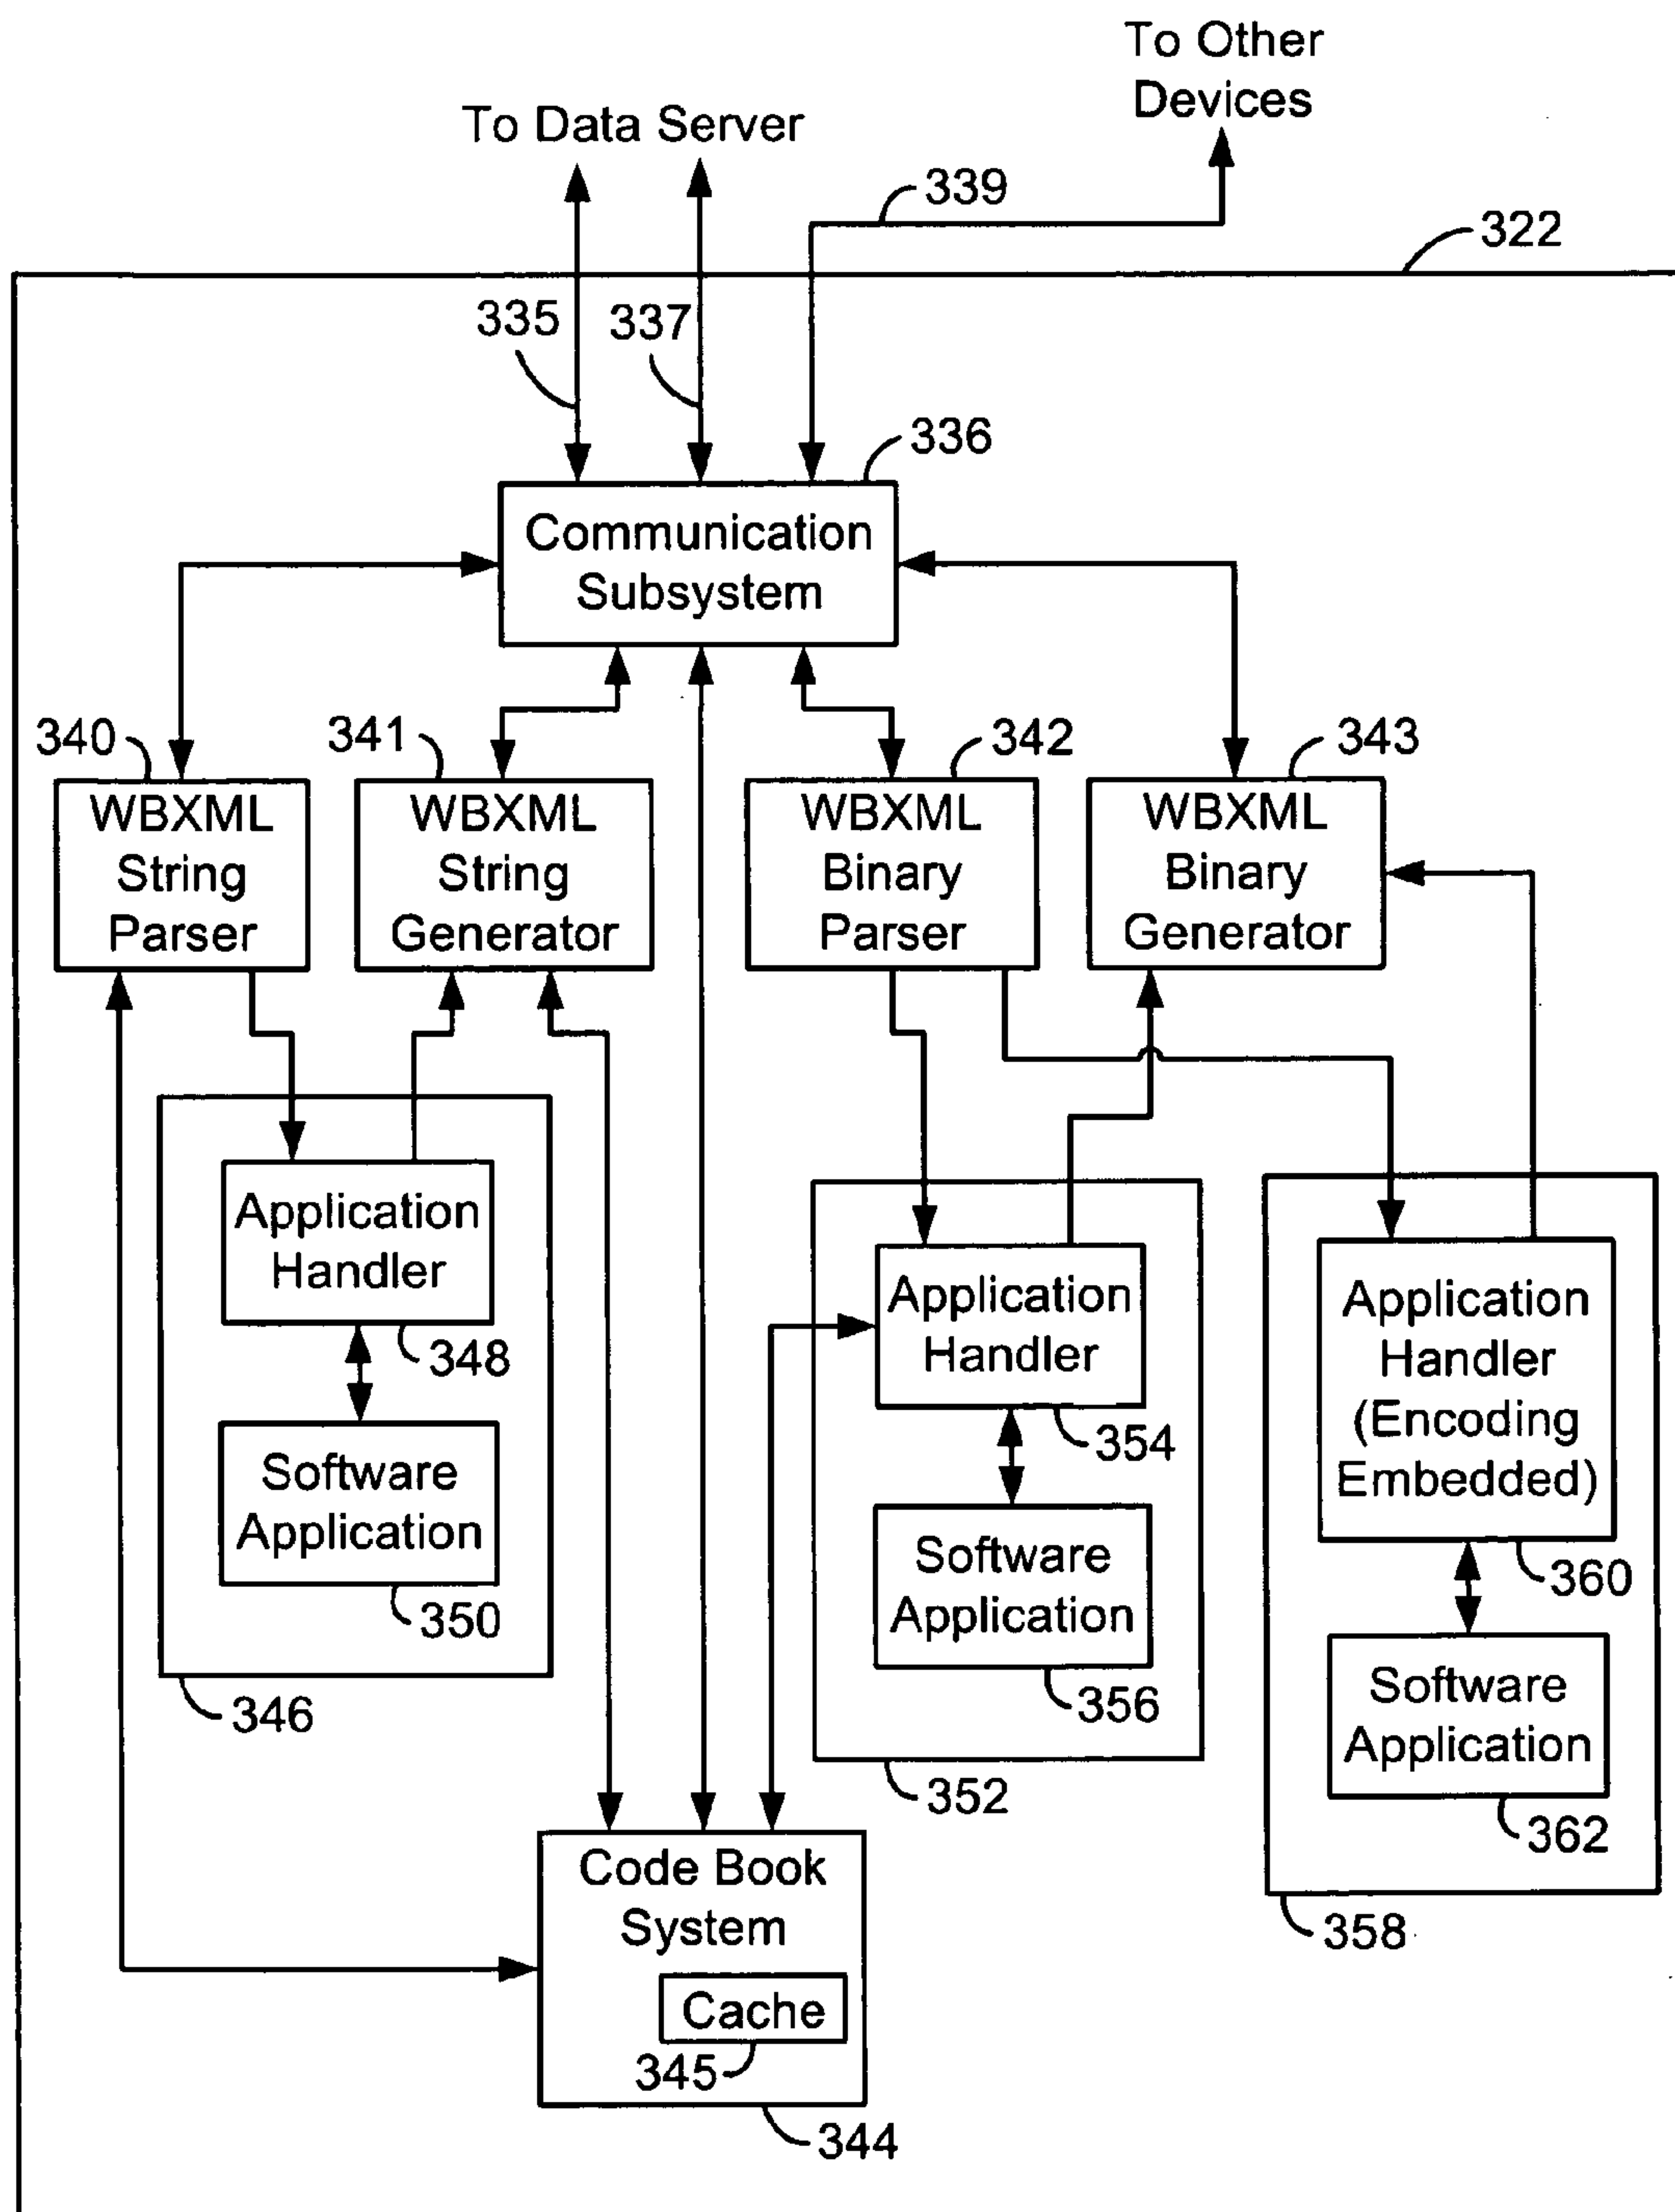 To Other
Devices
To Data Server
339
322
335
337
336
Communication
Subsystem
340
341
342
343
WBXML
String
Parser
WBXML
String
Generator
WBXML
Binary
Parser
WBXML
Binary
Generator
Application
Handler
348
Software
Application
350
346
Application
Handler
354
Software
Application
356
352
Application
Handler
(Encoding
Embedded)
360
Software
Application
362
358
Code Book
System
Cache
345
344